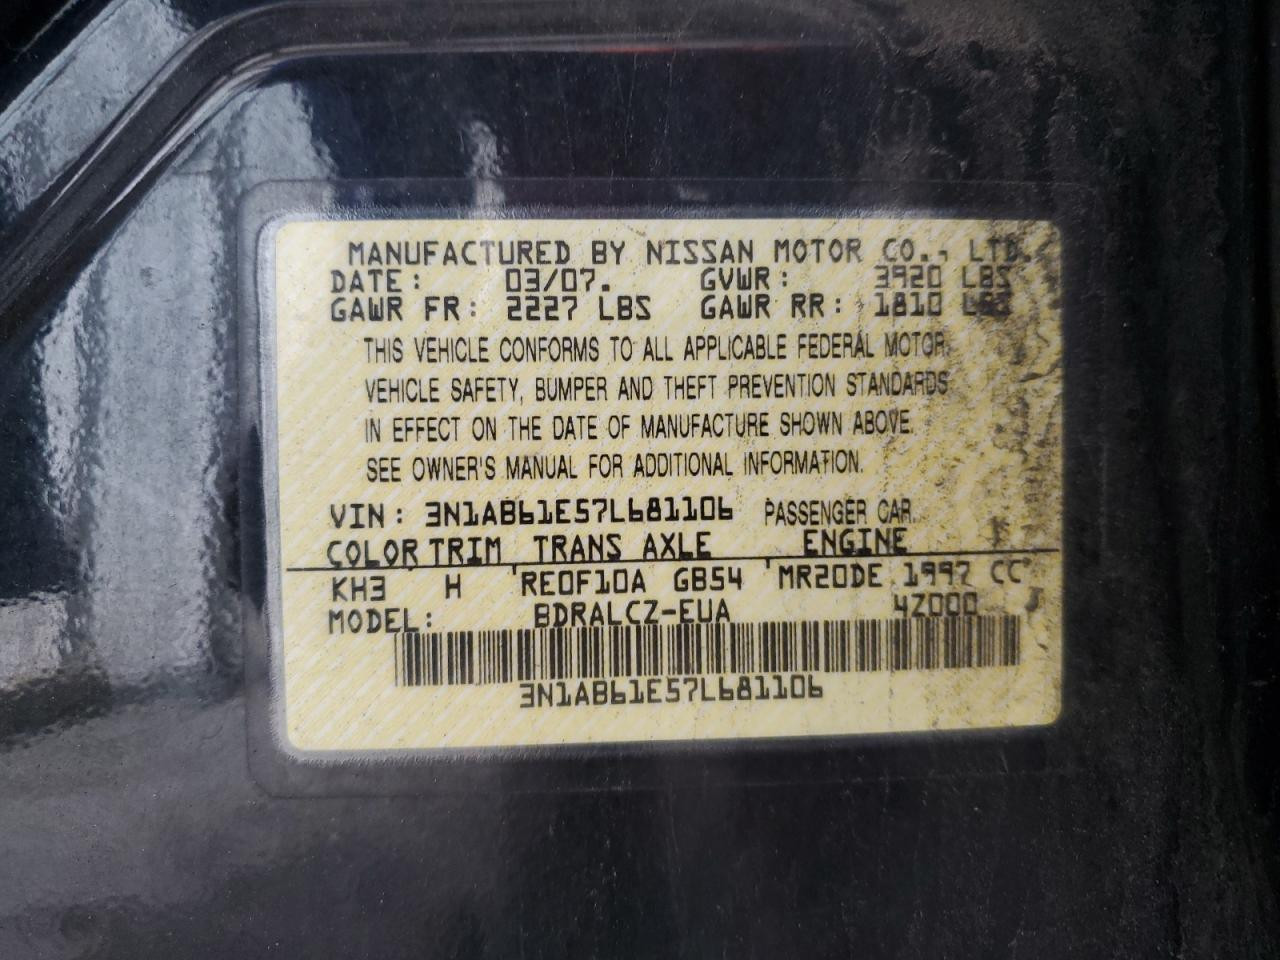 MANUFACTURED BY NISSAN MOTOR CO., LTD.
DATE: 03/07. GVWR: 3920 LBS
GAWR FR: 2227 LBS GAWR RR: 1810 LBS
THIS VEHICLE CONFORMS TO ALL APPLICABLE FEDERAL MOTOR
VEHICLE SAFETY, BUMPER AND THEFT PREVENTION STANDARDS
IN EFFECT ON THE DATE OF MANUFACTURE SHOWN ABOVE.
SEE OWNER'S MANUAL FOR ADDITIONAL INFORMATION.
VIN: 3N1AB61E57L681106 PASSENGER CAR.
COLOR TRIM TRANS AXLE ENGINE
KH3 H RE0F10A GB54 MR20DE 1997 CC
MODEL: BDRALCZ-EUA 4Z000
3N1AB61E57L681106